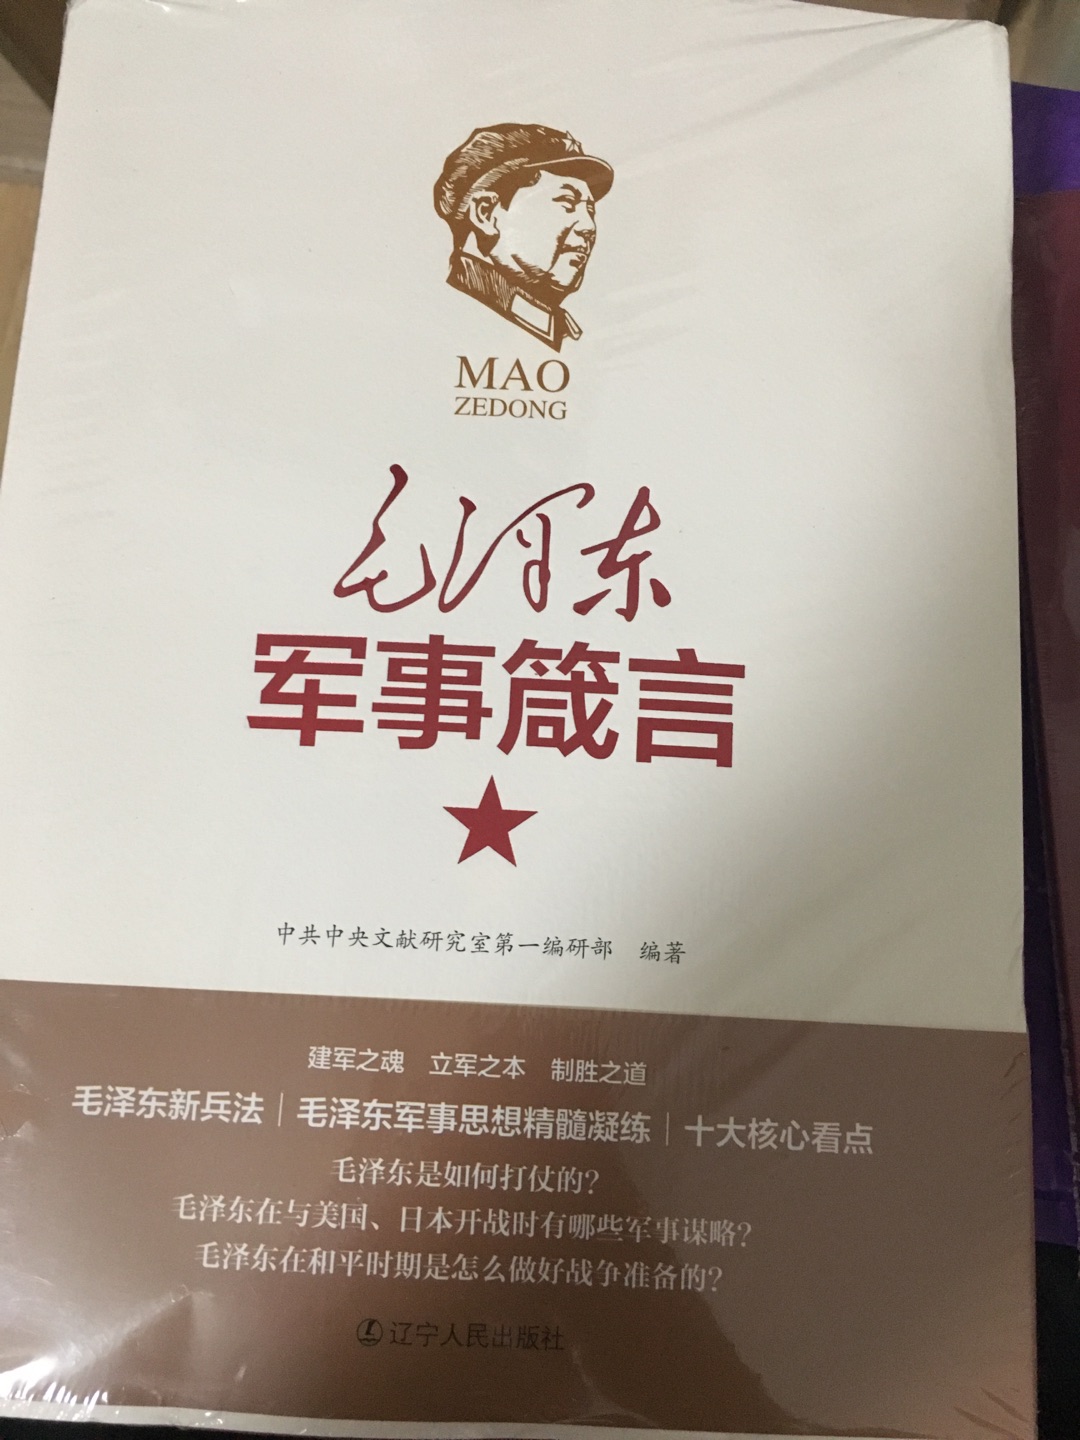 MAO
ZEDONG
毛泽东
军事箴言
中共中央文献研究室第一编研部 编著
建军之魂 立军之本 制胜之道
毛泽东新兵法|毛泽东军事思想精髓凝练|十大核心看点
毛泽东是如何打仗的?
毛泽东在与美国、日本开战时有哪些军事谋略?
毛泽东在和平时期是怎么做好战争准备的?
辽宁人民出版社